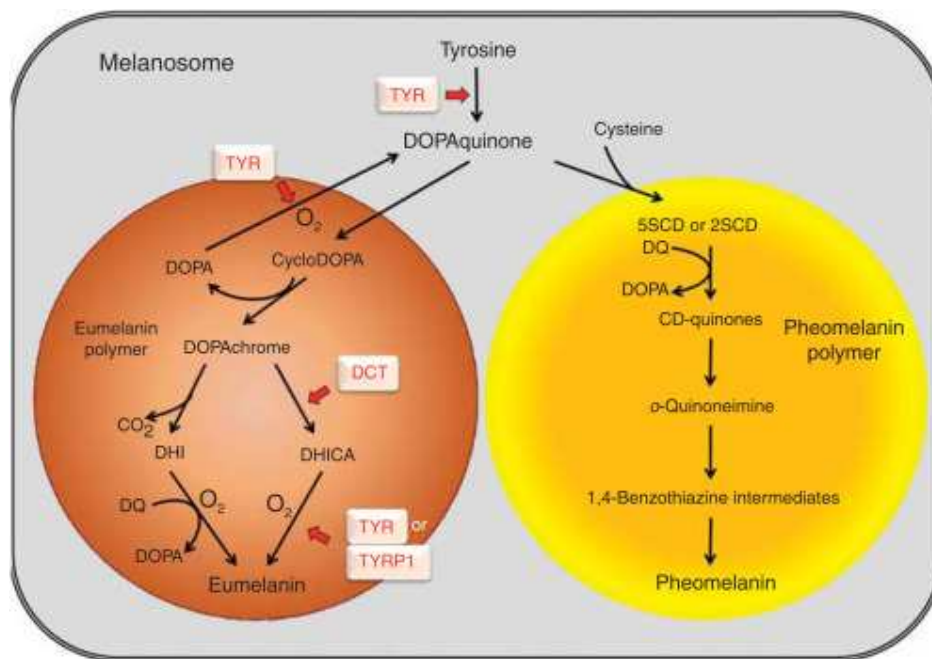 Melanosome
Tyrosine
TYR
DOPAquinone
Cysteine
TYR
O2
DOPA
CycloDOPA
Eumelanin
polymer
DOPAchrome
DCT
CO2
DHI
DHICA
DQ
O2
O2
TYR or
TYRP1
DOPA
Eumelanin
5SCD or 2SCD
DQ
DOPA
CD-quinones
Pheomelanin
polymer
o-Quinoneimine
1,4-Benzothiazine intermediates
Pheomelanin